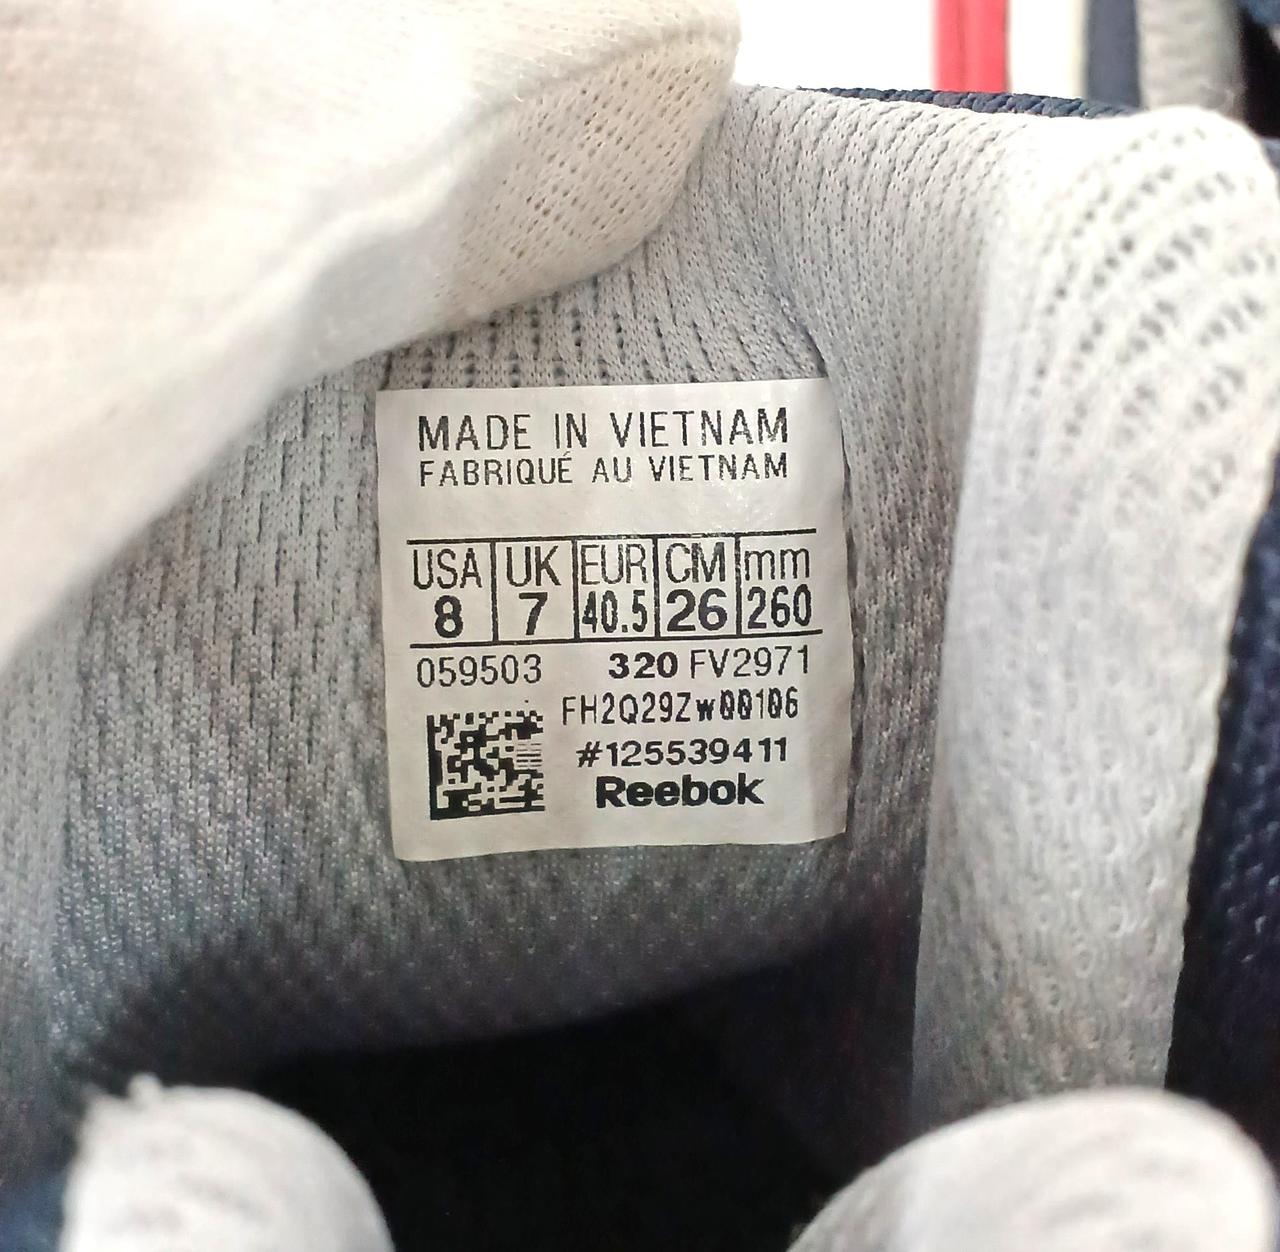 MADE IN VIETNAM
FABRIQUÉ AU VIETNAM
USA UK EUR CM mm
8 7 40.5 26 260
059503 320 FV2971
FH2Q29Zw00106
#125539411
Reebok